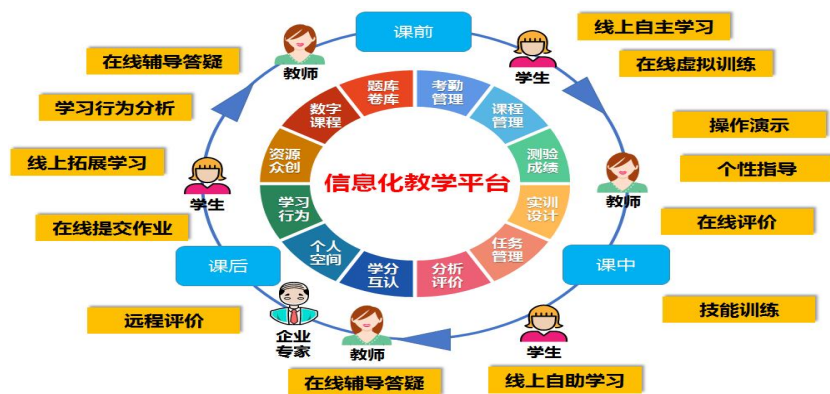 课前
线上自主学习
在线虚拟训练
在线辅导答疑
教师
学生
学习行为分析
操作演示
个性指导
线上拓展学习
学生
教师
在线提交作业
在线评价
课后
课中
远程评价
技能训练
企业
专家
教师
学生
在线辅导答疑
线上自助学习
信息化教学平台
题库
卷库
考勤
管理
课程
管理
测验
成绩
实训
设计
任务
管理
分析
评价
学分
互认
个人
空间
学习
行为
资源
众创
数字
课程